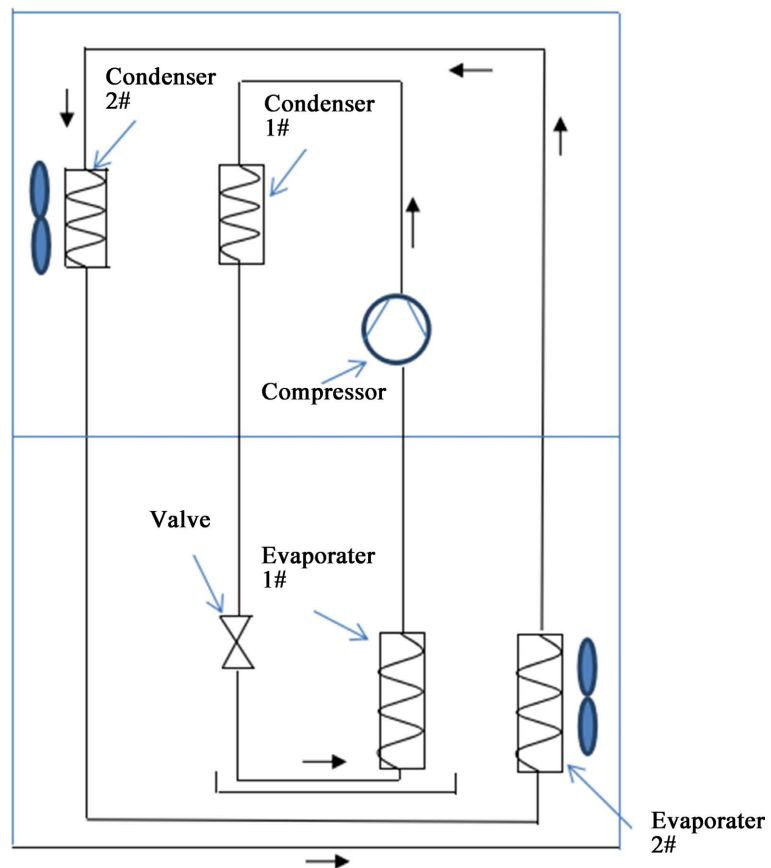 Condenser
2#
Condenser
1#
Compressor
Valve
Evaporater
1#
Evaporater
2#